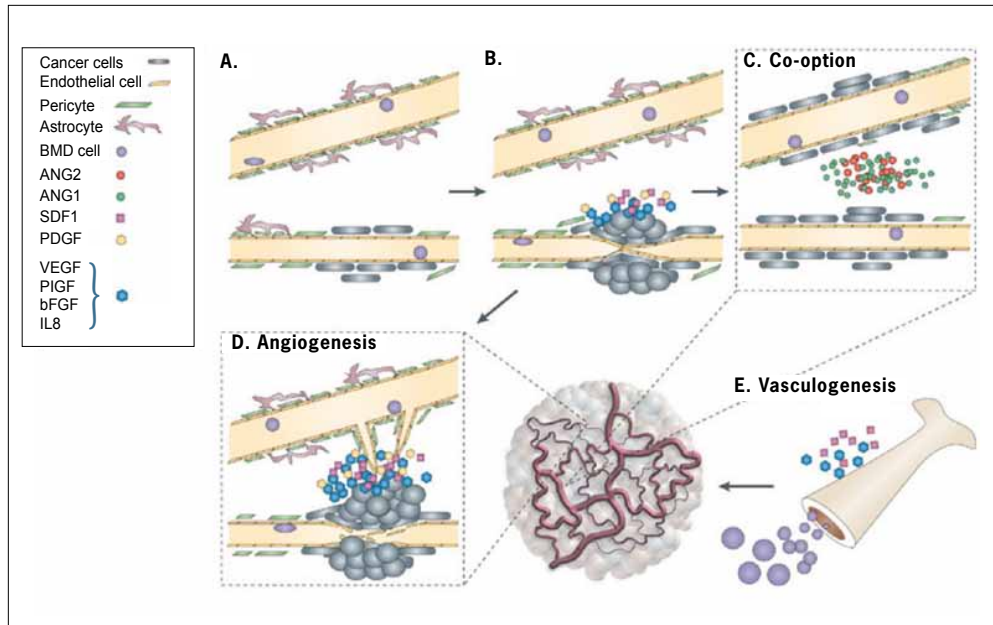 Cancer cells
Endothelial cell
Pericyte
Astrocyte
BMD cell
ANG2
ANG1
SDF1
PDGF
VEGF
PlGF
bFGF
IL8
A.
B.
C. Co-option
D. Angiogenesis
E. Vasculogenesis